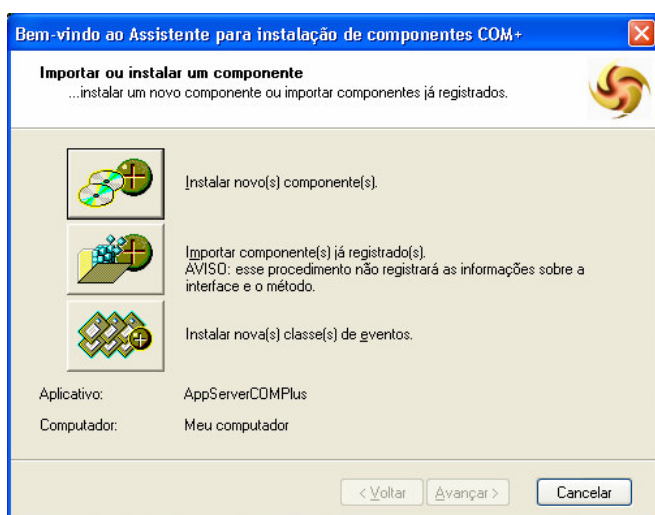 Bem-vindo ao Assistente para instalação de componentes COM+
Importar ou instalar um componente
...instalar um novo componente ou importar componentes já registrados.
Instalar novo(s) componente(s).
Importar componente(s) já registrado(s).
AVISO: esse procedimento não registrará as informações sobre a
interface e o método.
Instalar nova(s) classe(s) de eventos.
Aplicativo: AppServerCOMPlus
Computador: Meu computador
< Voltar Avançar > Cancelar